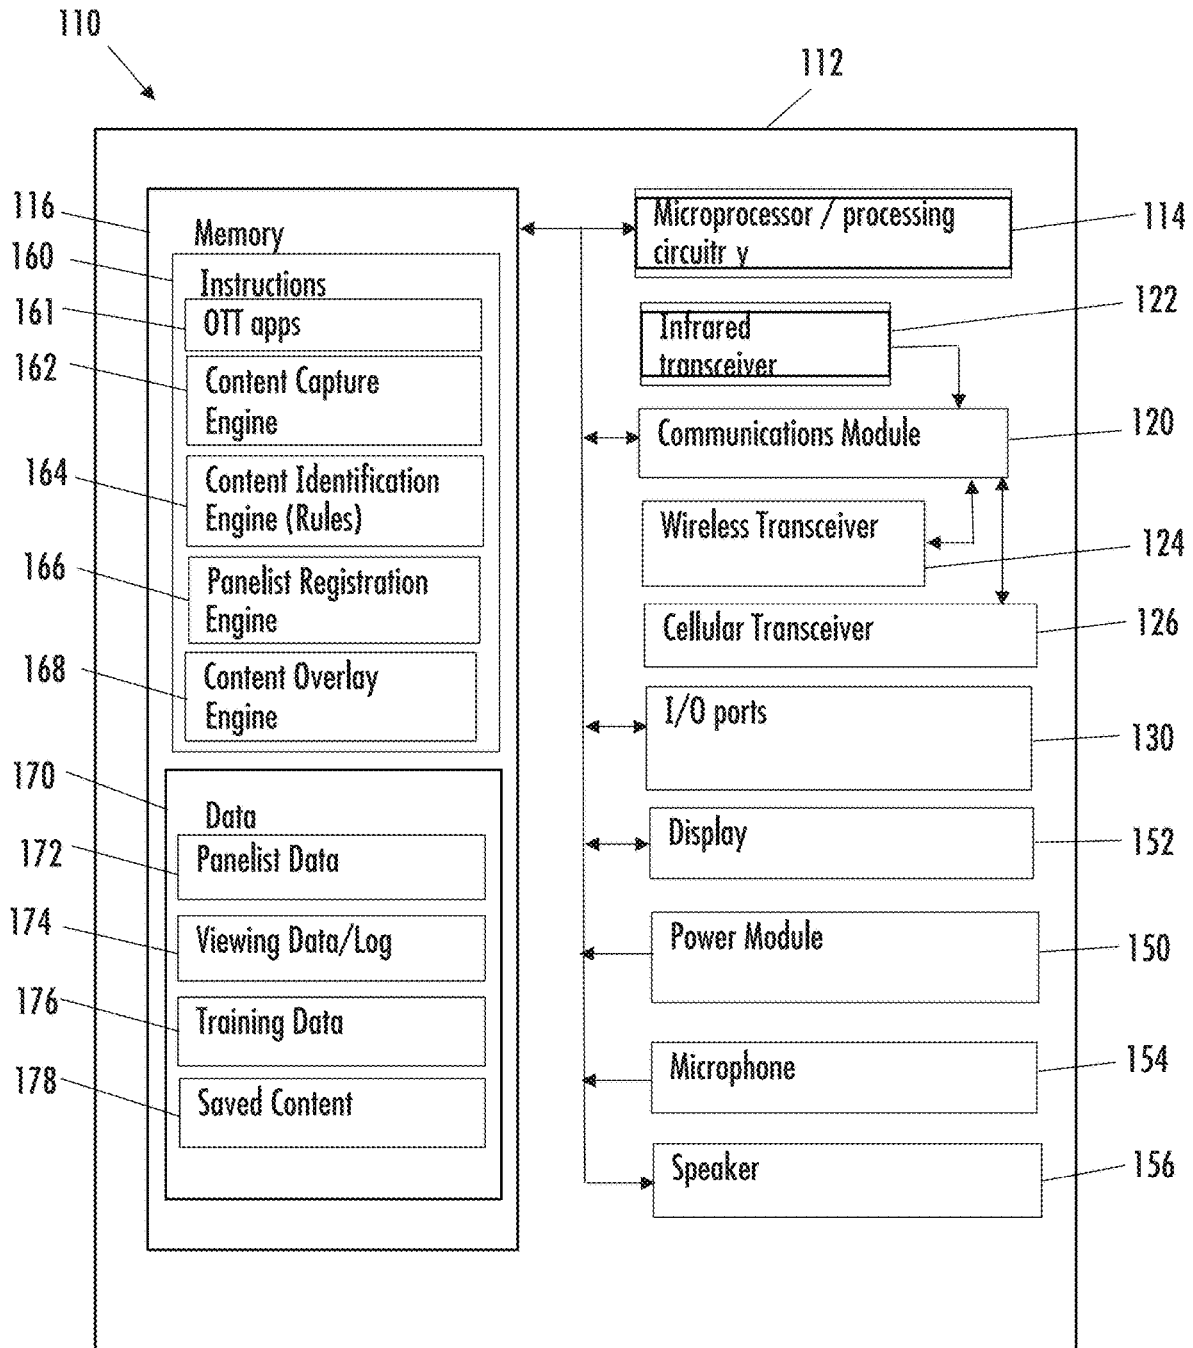 110
112
116
Memory
160
Instructions
161
OTT apps
162
Content Capture
Engine
164
Content Identification
Engine (Rules)
166
Panelist Registration
Engine
168
Content Overlay
Engine
170
Data
172
Panelist Data
174
Viewing Data/Log
176
Training Data
178
Saved Content
Microprocessor / processing
circuitr y
114
Infrared
transceiver
122
Communications Module
120
Wireless Transceiver
124
Cellular Transceiver
126
I/O ports
130
Display
152
Power Module
150
Microphone
154
Speaker
156